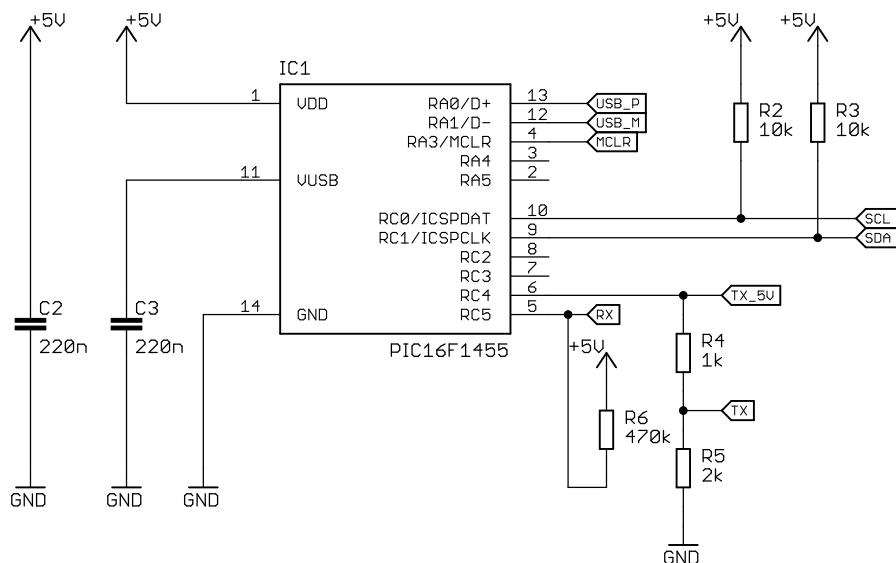 +5V
+5V
+5V
+5V
IC1
1
VDD
RA0/D+
13
USB_P
RA1/D-
12
USB_M
RA3/MCLR
4
MCLR
RA4
3
RA5
2
11
VUSB
R2
10k
R3
10k
RC0/ICSPDAT
10
SCL
RC1/ICSPCLK
9
SDA
RC2
8
RC3
7
RC4
6
TX_5V
14
GND
RC5
5
RX
C2
220n
C3
220n
PIC16F1455
+5V
R4
1k
R6
470k
TX
R5
2k
GND
GND
GND
GND